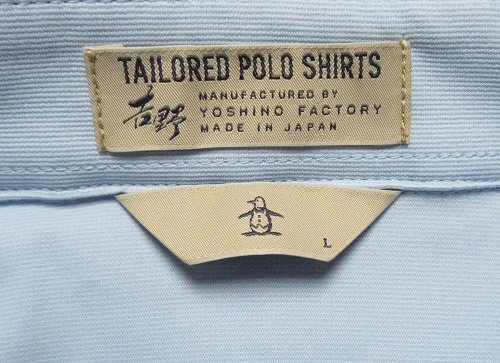 TAILORED POLO SHIRTS
吉野
MANUFACTURED BY
YOSHINO FACTORY
MADE IN JAPAN
L